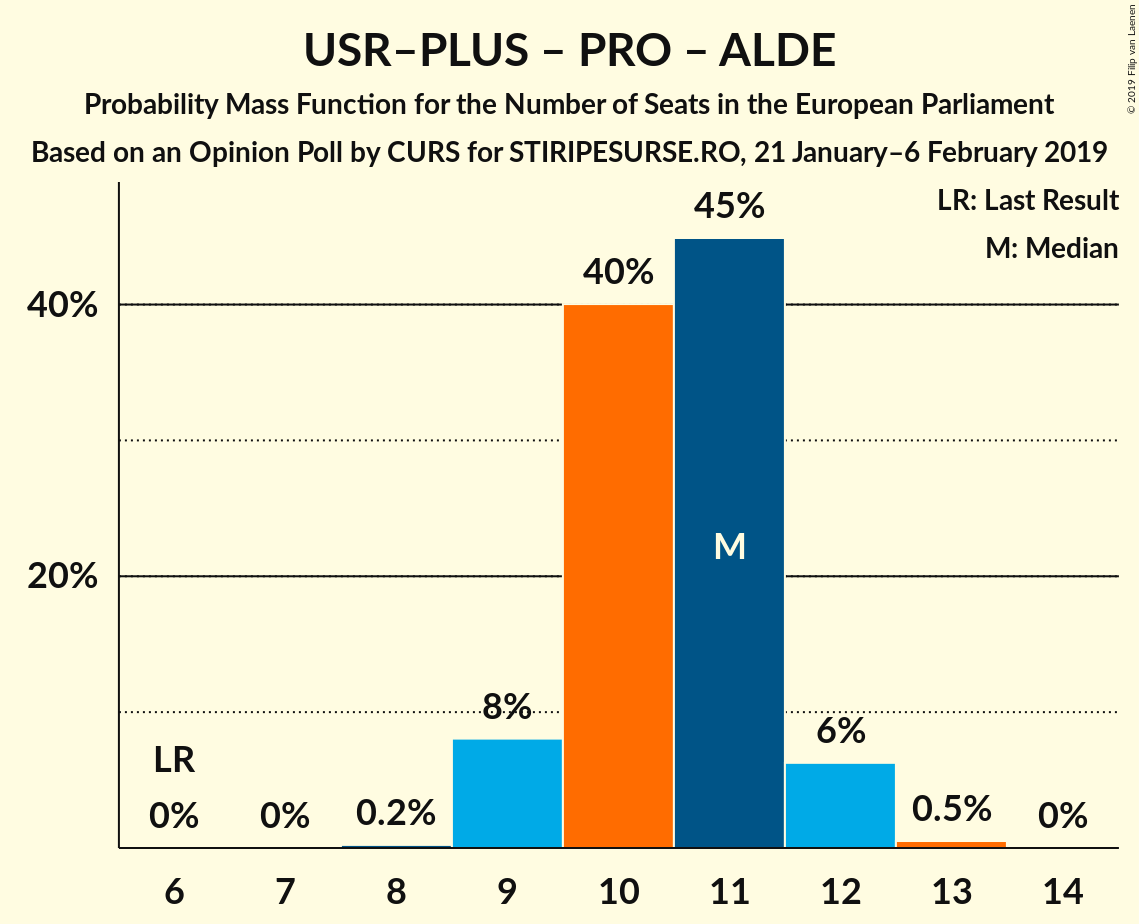 USR–PLUS – PRO – ALDE
Probability Mass Function for the Number of Seats in the European Parliament
Based on an Opinion Poll by CURS for STIRIPESURSE.RO, 21 January–6 February 2019
© 2019 Filip van Laenen
LR: Last Result
M: Median
45%
40%
40%
M
20%
8%
6%
LR
0%
0%
0.2%
0.5%
0%
6 7 8 9 10 11 12 13 14